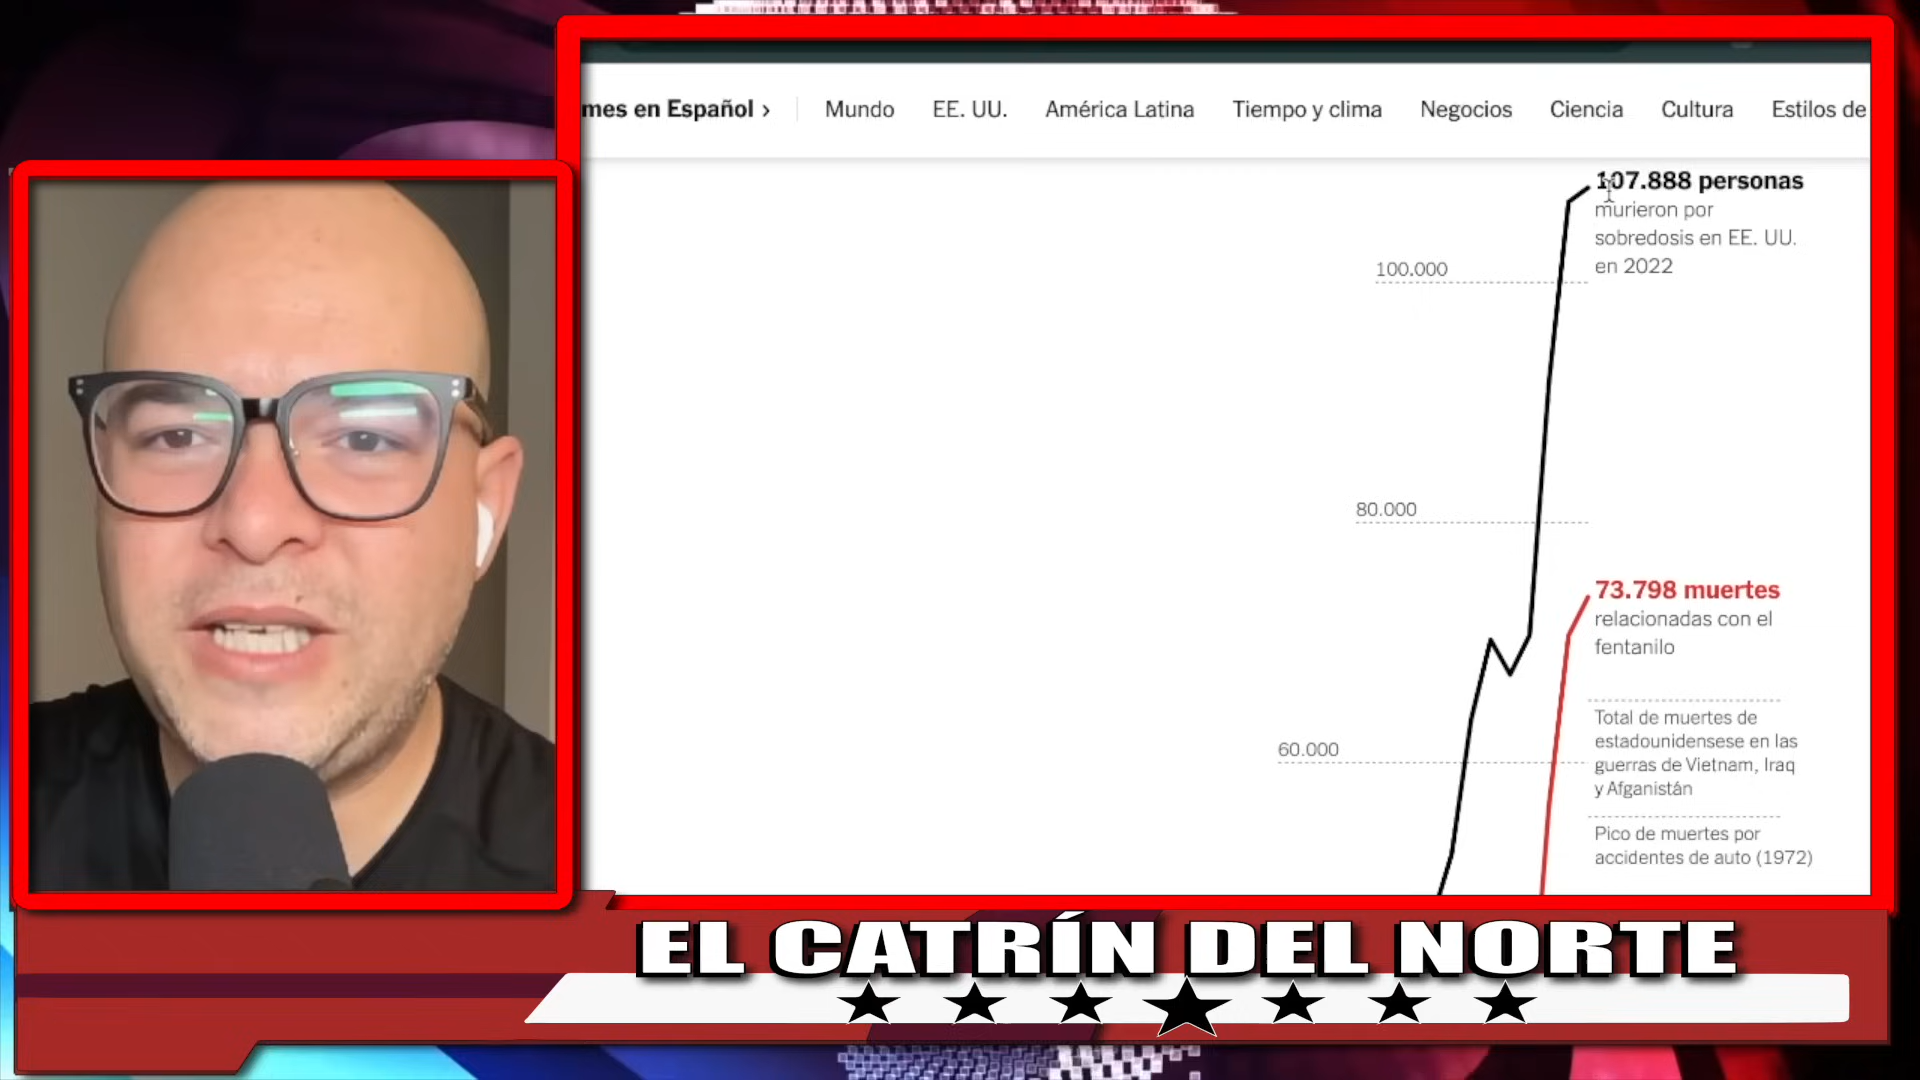 mes en Español >
Mundo
EE. UU.
América Latina
Tiempo y clima
Negocios
Ciencia
Cultura
Estilos de
107.888 personas
murieron por
sobredosis en EE. UU.
en 2022
100.000
80.000
73.798 muertes
relacionadas con el
fentanilo
Total de muertes de
estadounidensese en las
guerras de Vietnam, Iraq
y Afganistán
60.000
Pico de muertes por
accidentes de auto (1972)
EL CATRÍN DEL NORTE